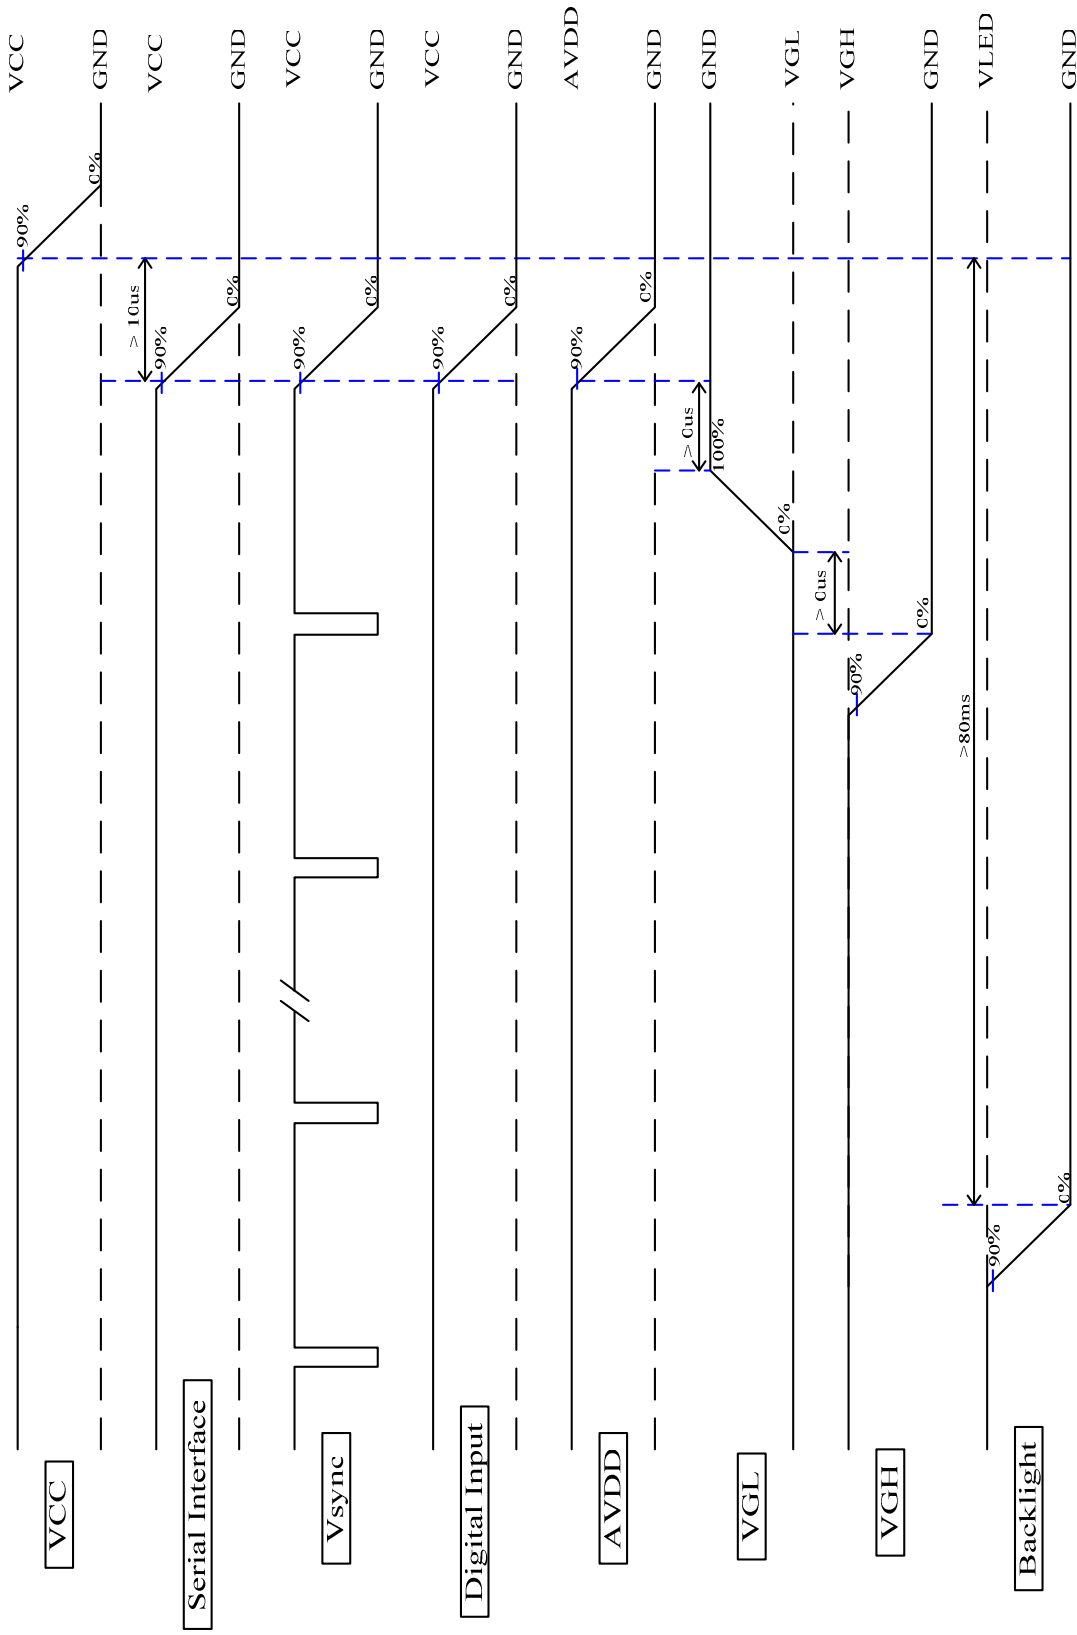 VCC
90%
VCC
0%
GND
> 10us
VCC
90%
Serial Interface
0%
GND
VCC
90%
Vsync
0%
GND
VCC
90%
Digital Input
0%
GND
AVDD
90%
AVDD
0%
GND
> 0us
GND
100%
VGL
0%
VGL
> 0us
VGH
90%
VGH
0%
GND
>80ms
VLED
90%
Backlight
0%
GND